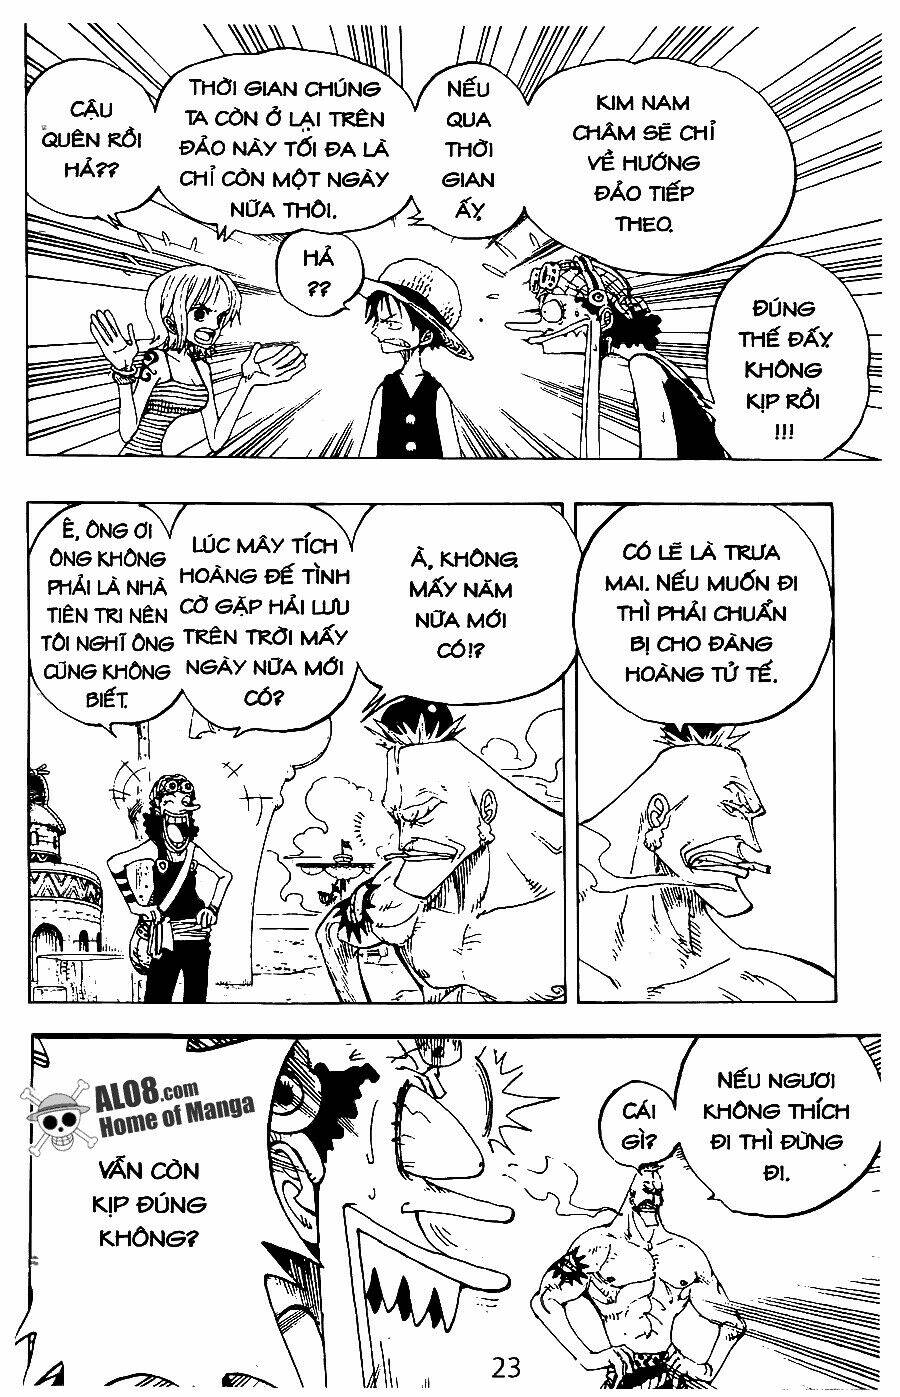 CẬU
QUÊN RỒI
HẢ??
THỜI GIAN CHÚNG
TA CÒN Ở LẠI TRÊN
ĐẢO NÀY TỐI ĐA LÀ
CHỈ CÒN MỘT NGÀY
NỮA THÔI.
NẾU
QUA
THỜI
GIAN
ẤY,
KIM NAM
CHÂM SẼ CHỈ
VỀ HƯỚNG
ĐẢO TIẾP
THEO.
HẢ
??
ĐÚNG
THẾ ĐẤY.
KHÔNG
KỊP RỒI
!!!
Ê, ÔNG ƠI
ÔNG KHÔNG
PHẢI LÀ NHÀ
TIÊN TRI NÊN
TÔI NGHĨ ÔNG
CŨNG KHÔNG
BIẾT.
LÚC MÂY TÍCH
HOÀNG ĐẾ TÌNH
CỜ GẶP HẢI LƯU
TRÊN TRỜI MẤY
NGÀY NỮA MỚI
CÓ?
À, KHÔNG.
MẤY NĂM
NỮA MỚI
CÓ!?
CÓ LẼ LÀ TRƯA
MAI. NẾU MUỐN ĐI
THÌ PHẢI CHUẨN
BỊ CHO ĐÀNG
HOÀNG TỬ TẾ.
ALO8.com
Home of Manga
VẪN CÒN
KỊP ĐÚNG
KHÔNG?
CÁI
GÌ?
NẾU NGƯƠI
KHÔNG THÍCH
ĐI THÌ ĐỪNG
ĐI.
23